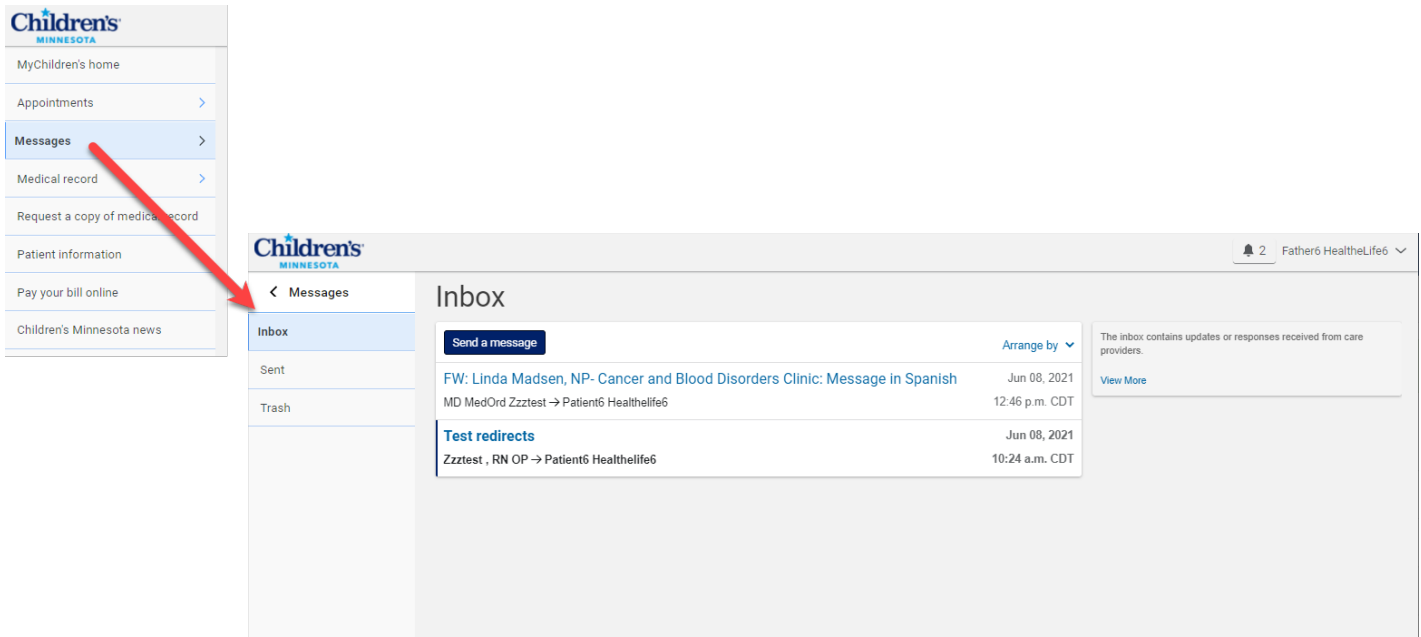 Children's
MINNESOTA
MyChildren's home
Appointments
Messages
Medical record
Request a copy of medical record
Patient information
Pay your bill online
Children's Minnesota news
Children's
MINNESOTA
2 Father6 HealtheLife6
Messages
Inbox
Sent
Trash
Inbox
Send a message
Arrange by
FW: Linda Madsen, NP- Cancer and Blood Disorders Clinic: Message in Spanish Jun 08, 2021
MD MedOrd Zzztest → Patient6 Healthelife6 12:46 p.m. CDT
Test redirects Jun 08, 2021
Zzztest , RN OP → Patient6 Healthelife6 10:24 a.m. CDT
The inbox contains updates or responses received from care
providers.
View More